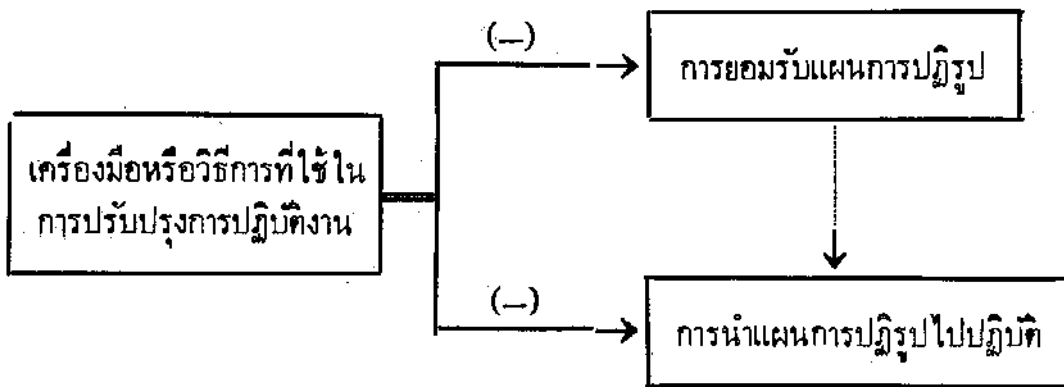 (—)
การยอมรับแผนการปฏิรูป
เครื่องมือหรือวิธีการที่ใช้ใน
การปรับปรุงการปฏิบัติงาน
(—)
การนำแผนการปฏิรูปไปปฏิบัติ